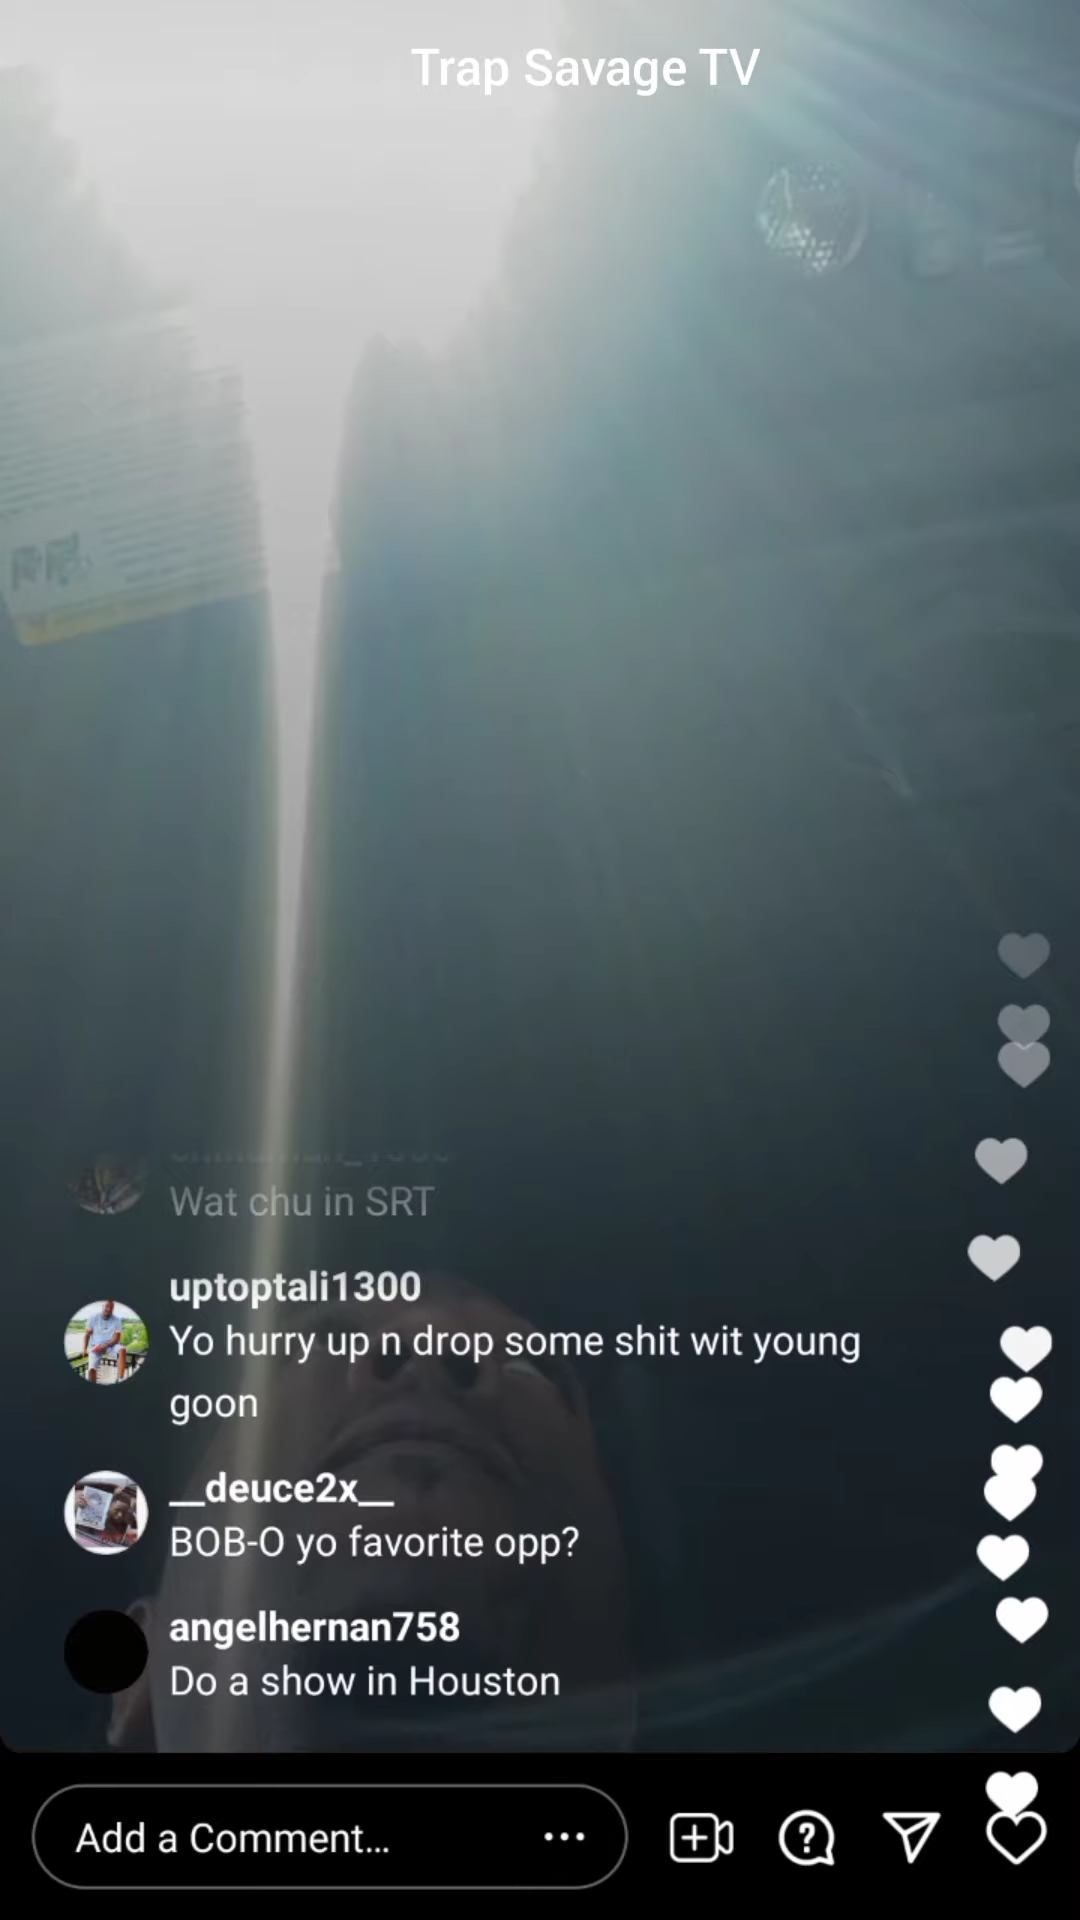 Trap Savage TV
Wat chu in SRT
uptoptali1300
Yo hurry up n drop some shit wit young
goon
__deuce2x__
BOB-O yo favorite opp?
angelhernan758
Do a show in Houston
Add a Comment...